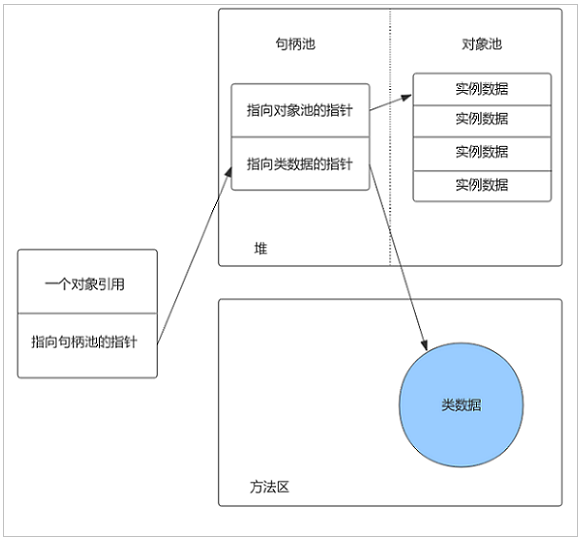 句柄池
对象池
指向对象池的指针
指向类数据的指针
实例数据
实例数据
实例数据
实例数据
堆
一个对象引用
指向句柄池的指针
类数据
方法区